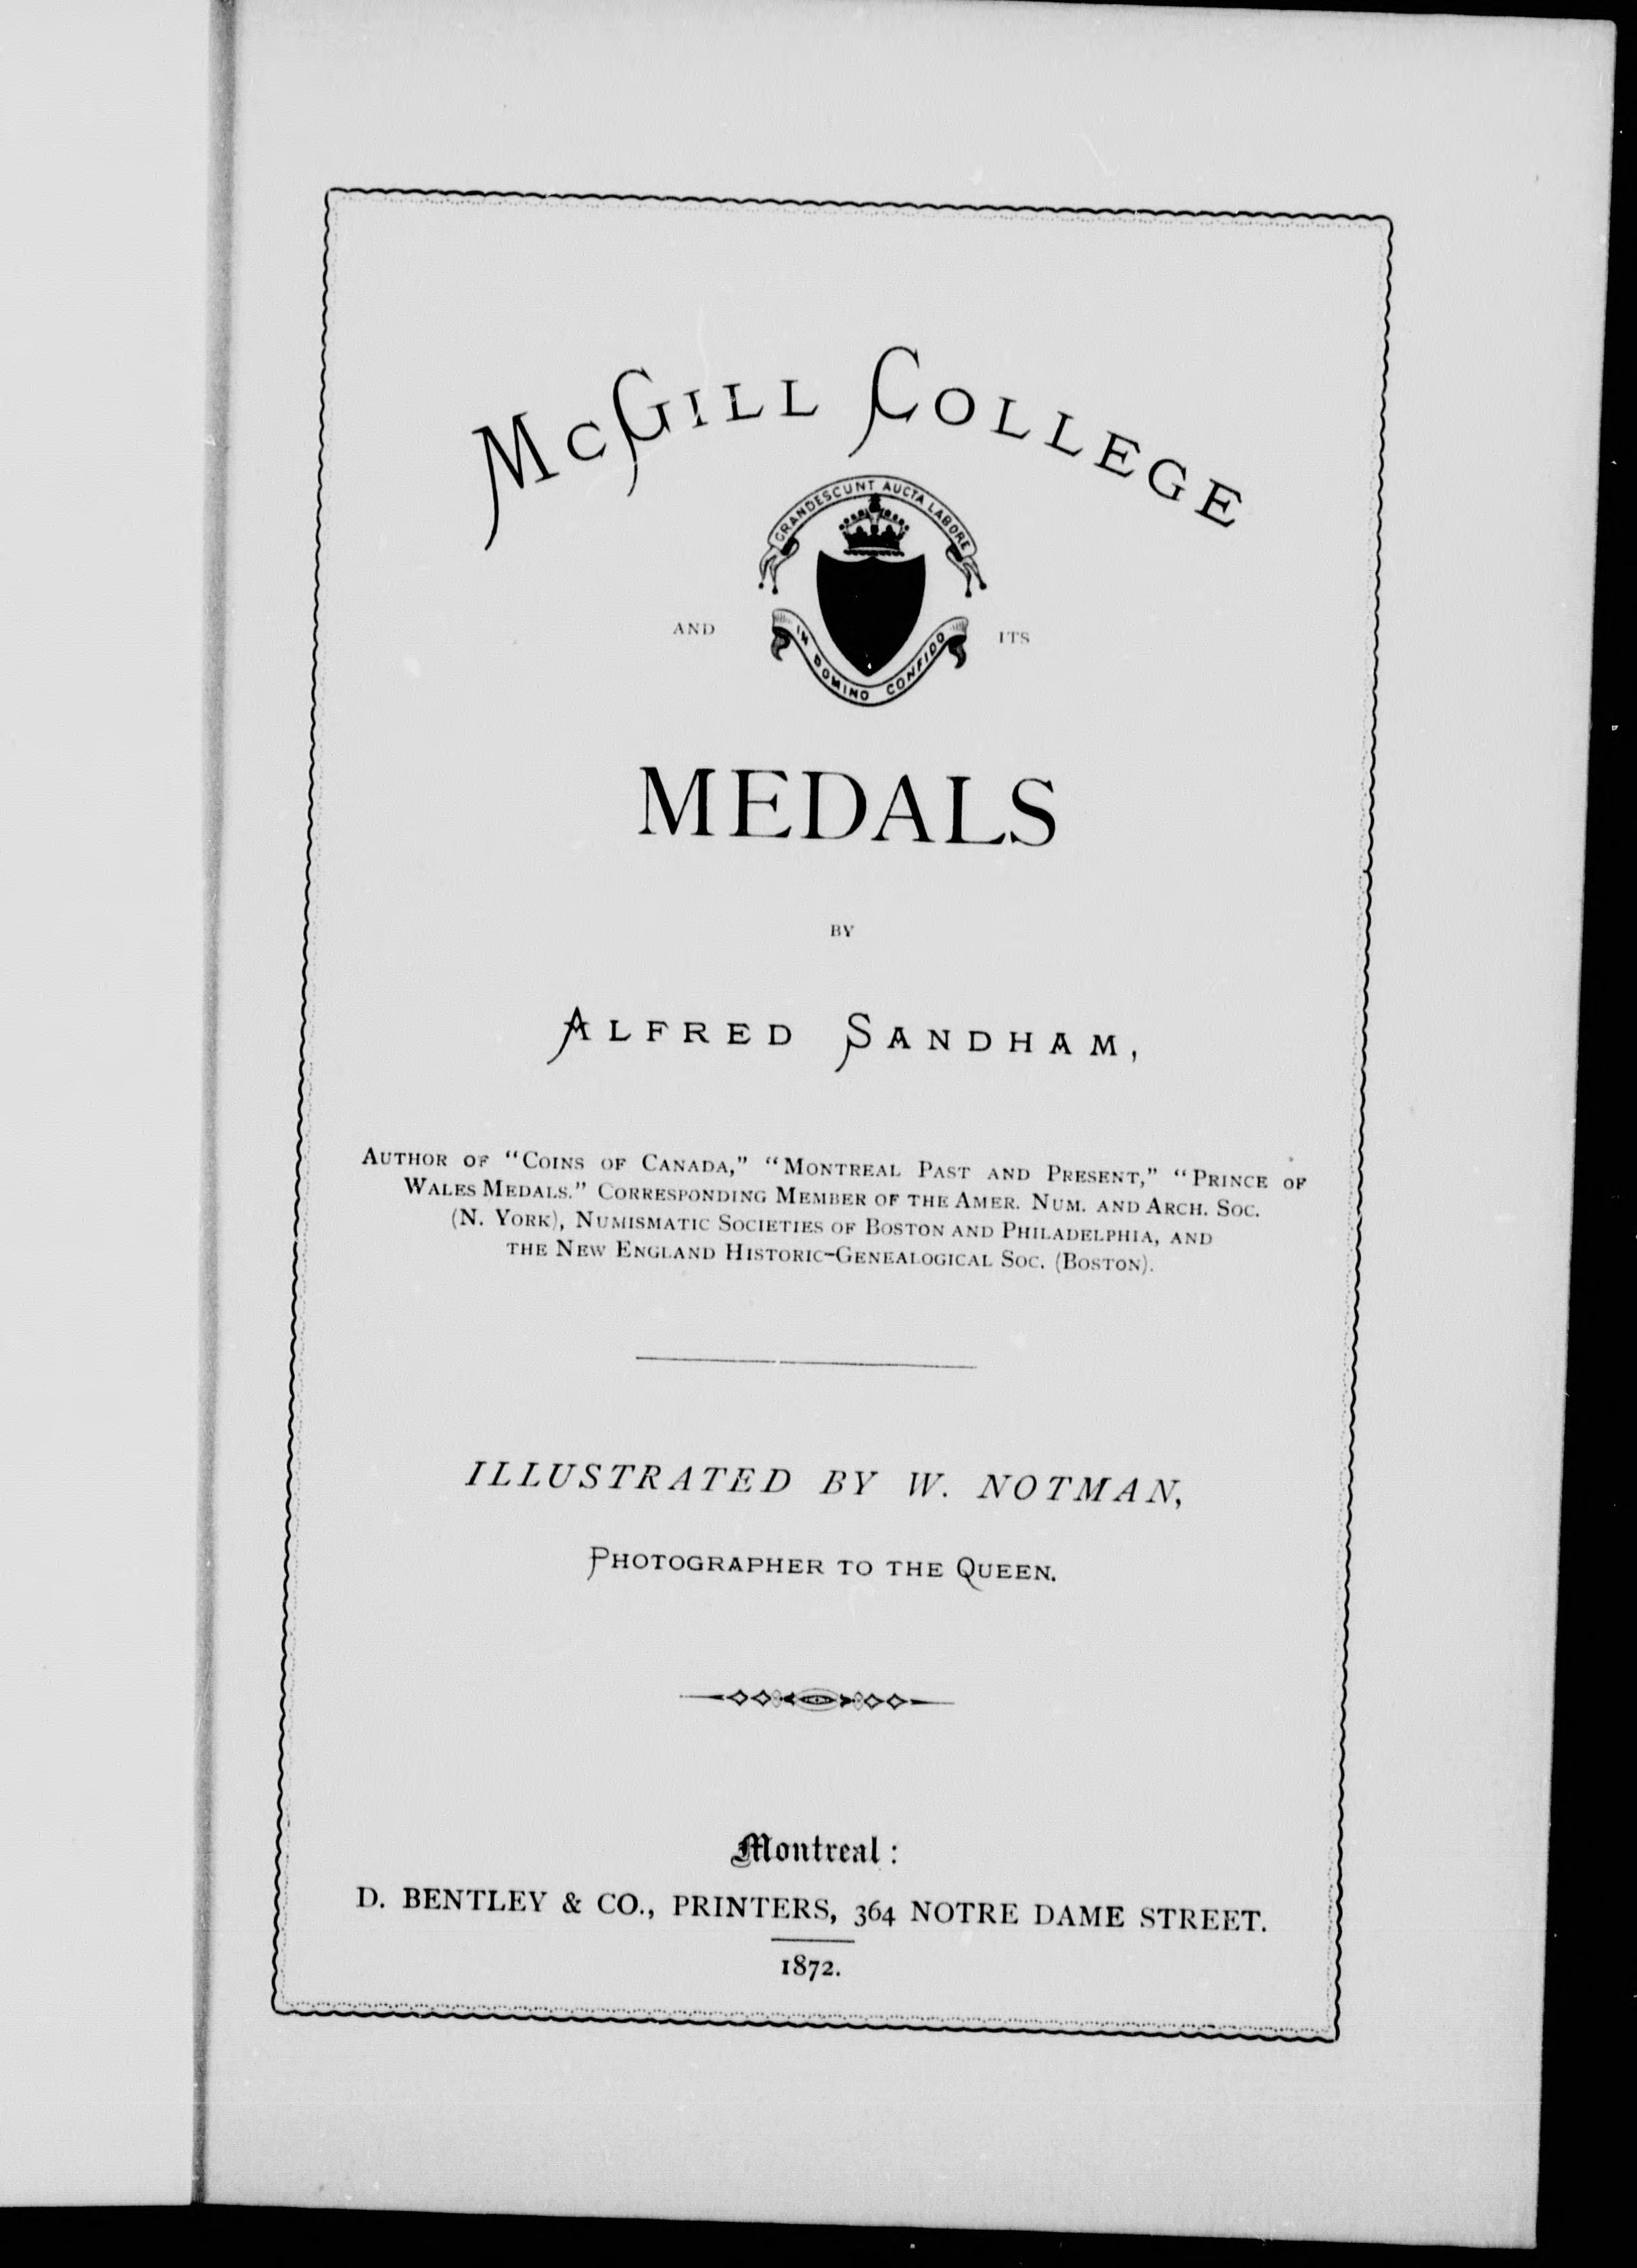 McGill College
GRANDESCUNT AUCTA LABORE
AND
ITS
IN DOMINO CONFIDO
MEDALS
BY
Alfred Sandham,
Author of “Coins of Canada,” “Montreal Past and Present,” “Prince of
Wales Medals.” Corresponding Member of the Amer. Num. and Arch. Soc.
(N. York), Numismatic Societies of Boston and Philadelphia, and
the New England Historic-Genealogical Soc. (Boston).
ILLUSTRATED BY W. NOTMAN,
Photographer to the Queen.
Montreal:
D. BENTLEY & CO., PRINTERS, 364 NOTRE DAME STREET.
1872.